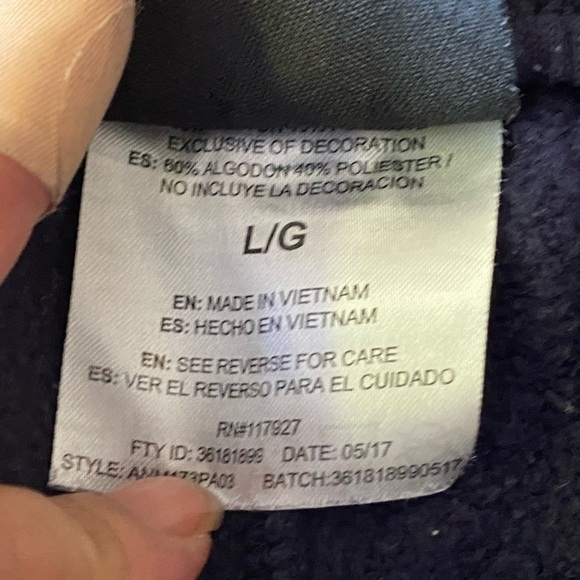 EXCLUSIVE OF DECORATION
ES: 60% ALGODON 40% POLIESTER /
NO INCLUYE LA DECORACION
L/G
EN: MADE IN VIETNAM
ES: HECHO EN VIETNAM
EN: SEE REVERSE FOR CARE
ES: VER EL REVERSO PARA EL CUIDADO
RN#117927
FTY ID: 36181899 DATE: 05/17
STYLE: BATCH:361818990517